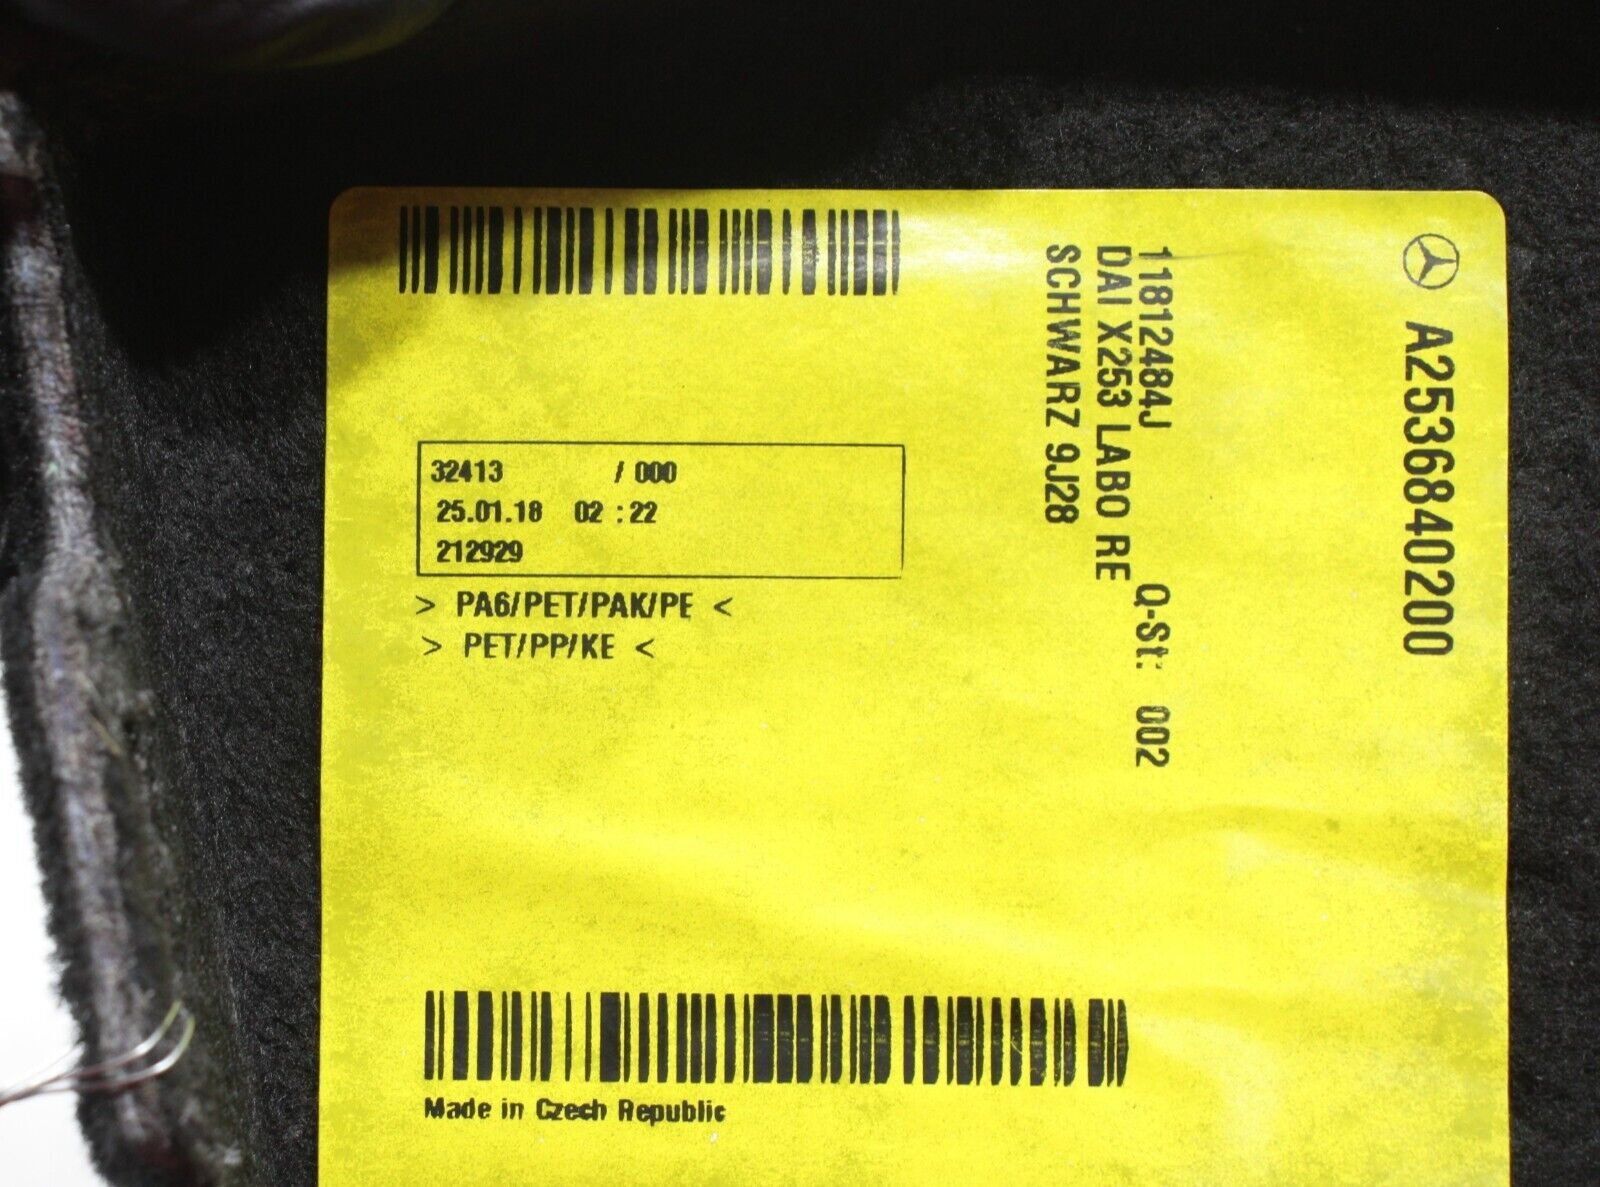 A2536840200
11812484J Q-St: 002
DAI X253 LABO RE
SCHWARZ 9J28
32413 / 000
25.01.18 02 : 22
212929
> PA6/PET/PAK/PE <
> PET/PP/KE <
Made in Czech Republic